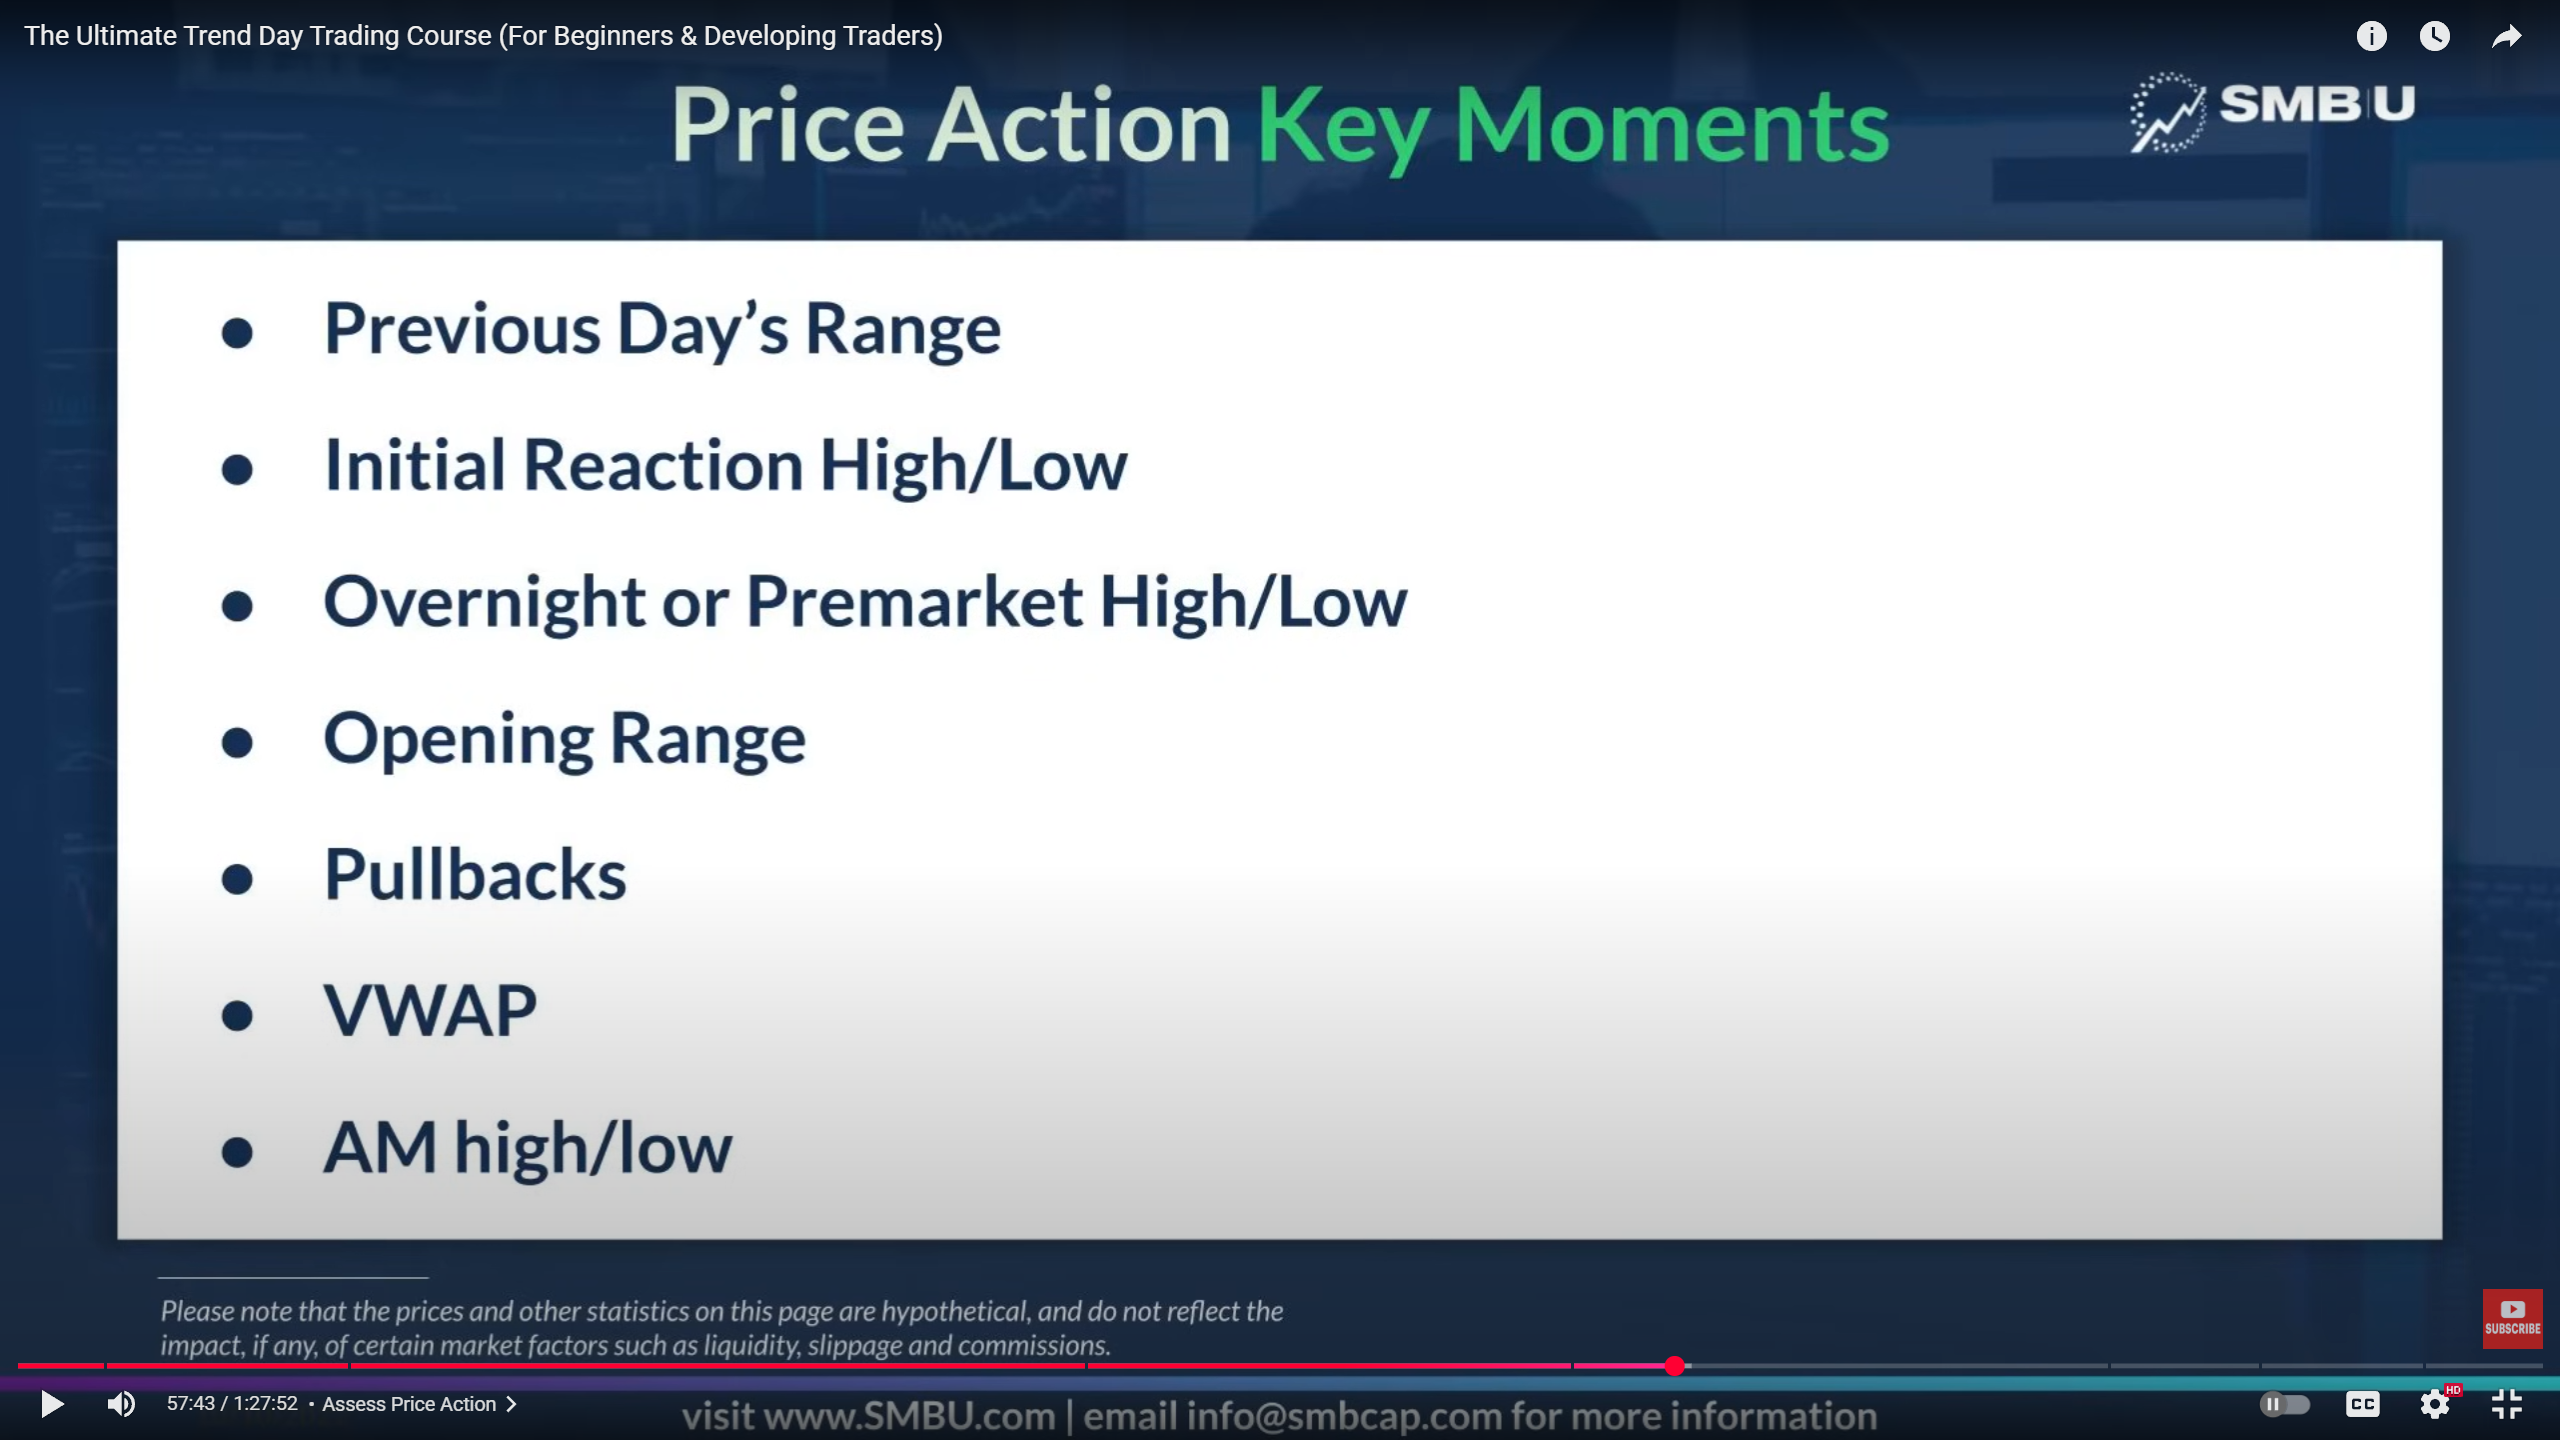 The Ultimate Trend Day Trading Course (For Beginners & Developing Traders)
Price Action Key Moments
SMB|U
● Previous Day’s Range
● Initial Reaction High/Low
● Overnight or Premarket High/Low
● Opening Range
● Pullbacks
● VWAP
● AM high/low
Please note that the prices and other statistics on this page are hypothetical, and do not reflect the
impact, if any, of certain market factors such as liquidity, slippage and commissions.
SUBSCRIBE
57:43 / 1:27:52 • Assess Price Action
CC
HD
visit www.SMBU.com | email info@smbcap.com for more information